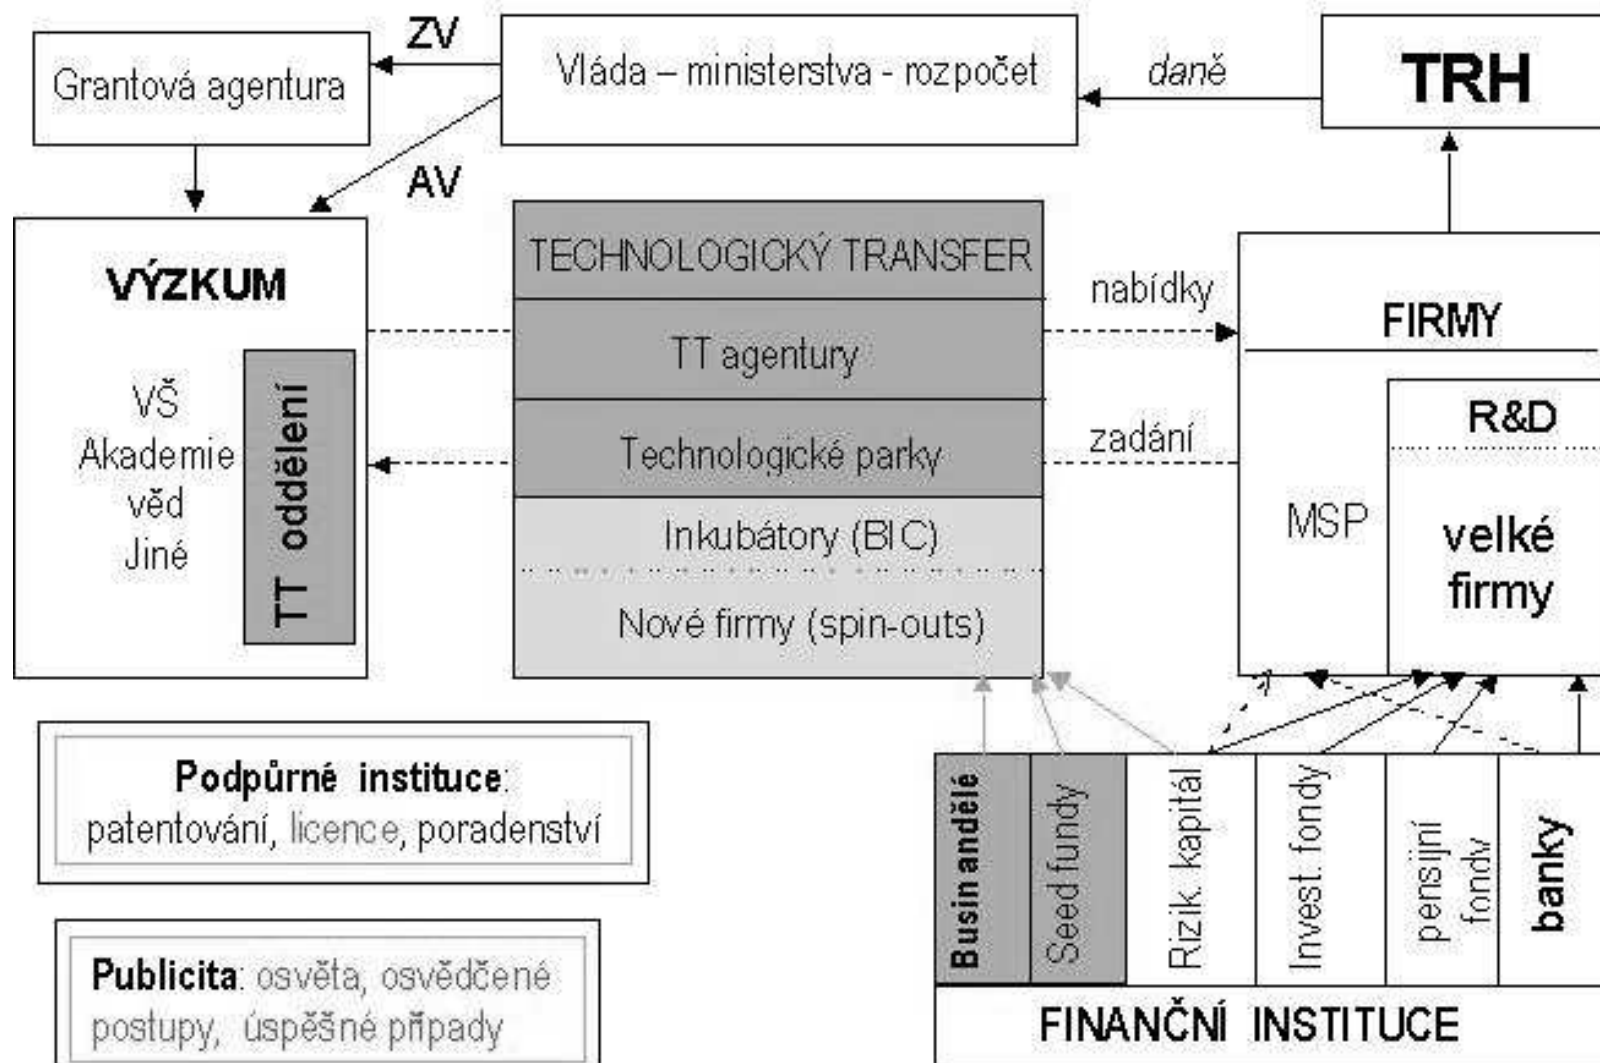 ZV
Grantová agentura
Vláda – ministerstva - rozpočet
daně
TRH
AV
VÝZKUM
VŠ
Akademie
věd
Jiné
TT oddělení
TECHNOLOGICKÝ TRANSFER
TT agentury
Technologické parky
Inkubátory (BIC)
Nové firmy (spin-outs)
nabídky
zadání
FIRMY
MSP
R&D
velké
firmy
Podpůrné instituce:
patentování, licence, poradenství
Publicita: osvěta, osvědčené
postupy, úspěšné případy
Busin andělé
Seed fundy
Rizik. kapitál
Invest. fondy
pensijní
fondy
banky
FINANČNÍ INSTITUCE